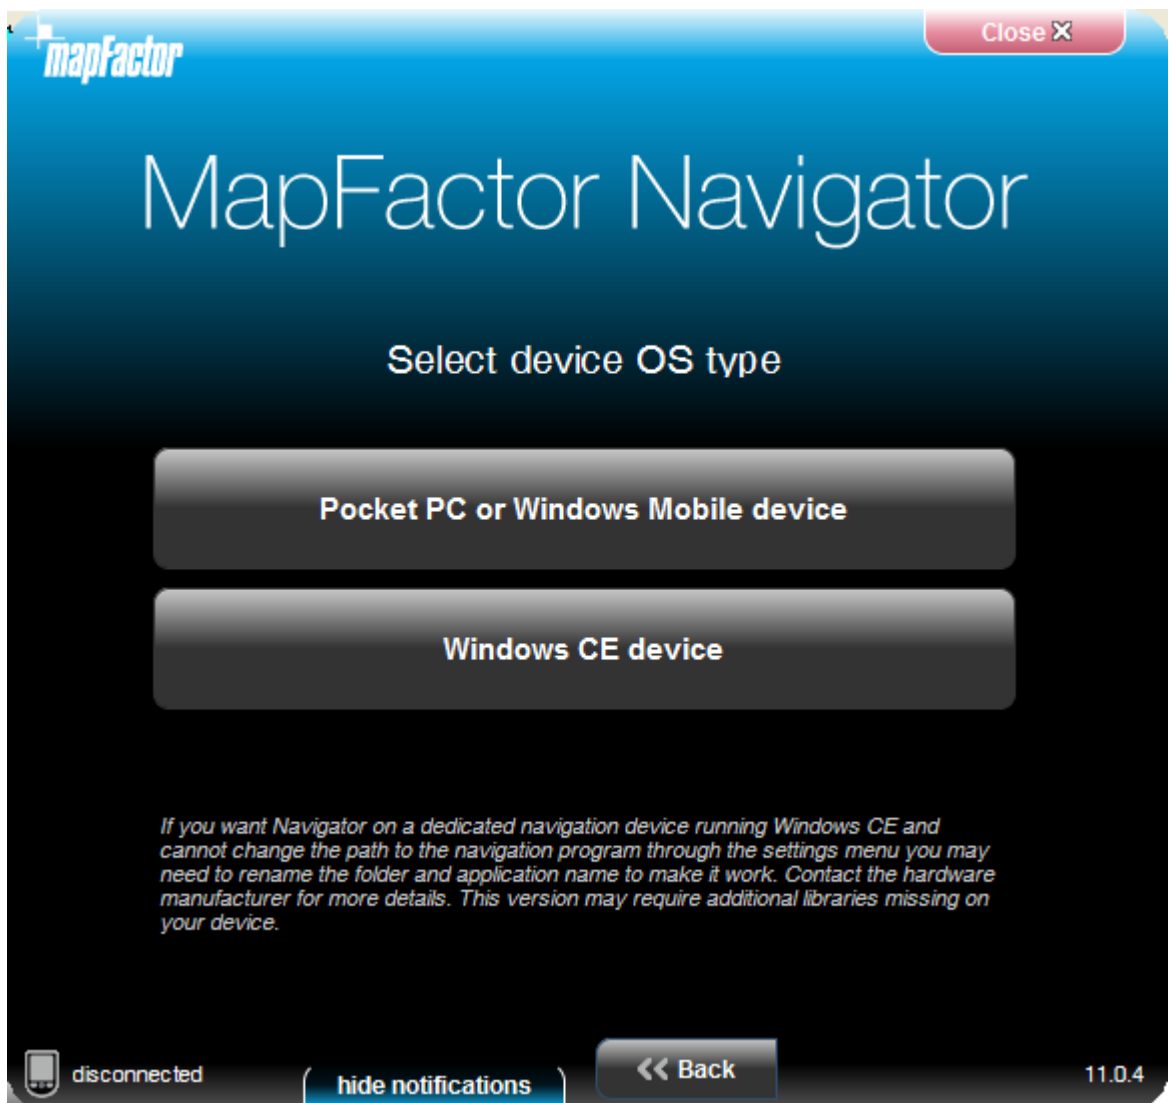 mapFactor
Close X
MapFactor Navigator
Select device OS type
Pocket PC or Windows Mobile device
Windows CE device
If you want Navigator on a dedicated navigation device running Windows CE and
cannot change the path to the navigation program through the settings menu you may
need to rename the folder and application name to make it work. Contact the hardware
manufacturer for more details. This version may require additional libraries missing on
your device.
disconnected
hide notifications
Back
11.0.4